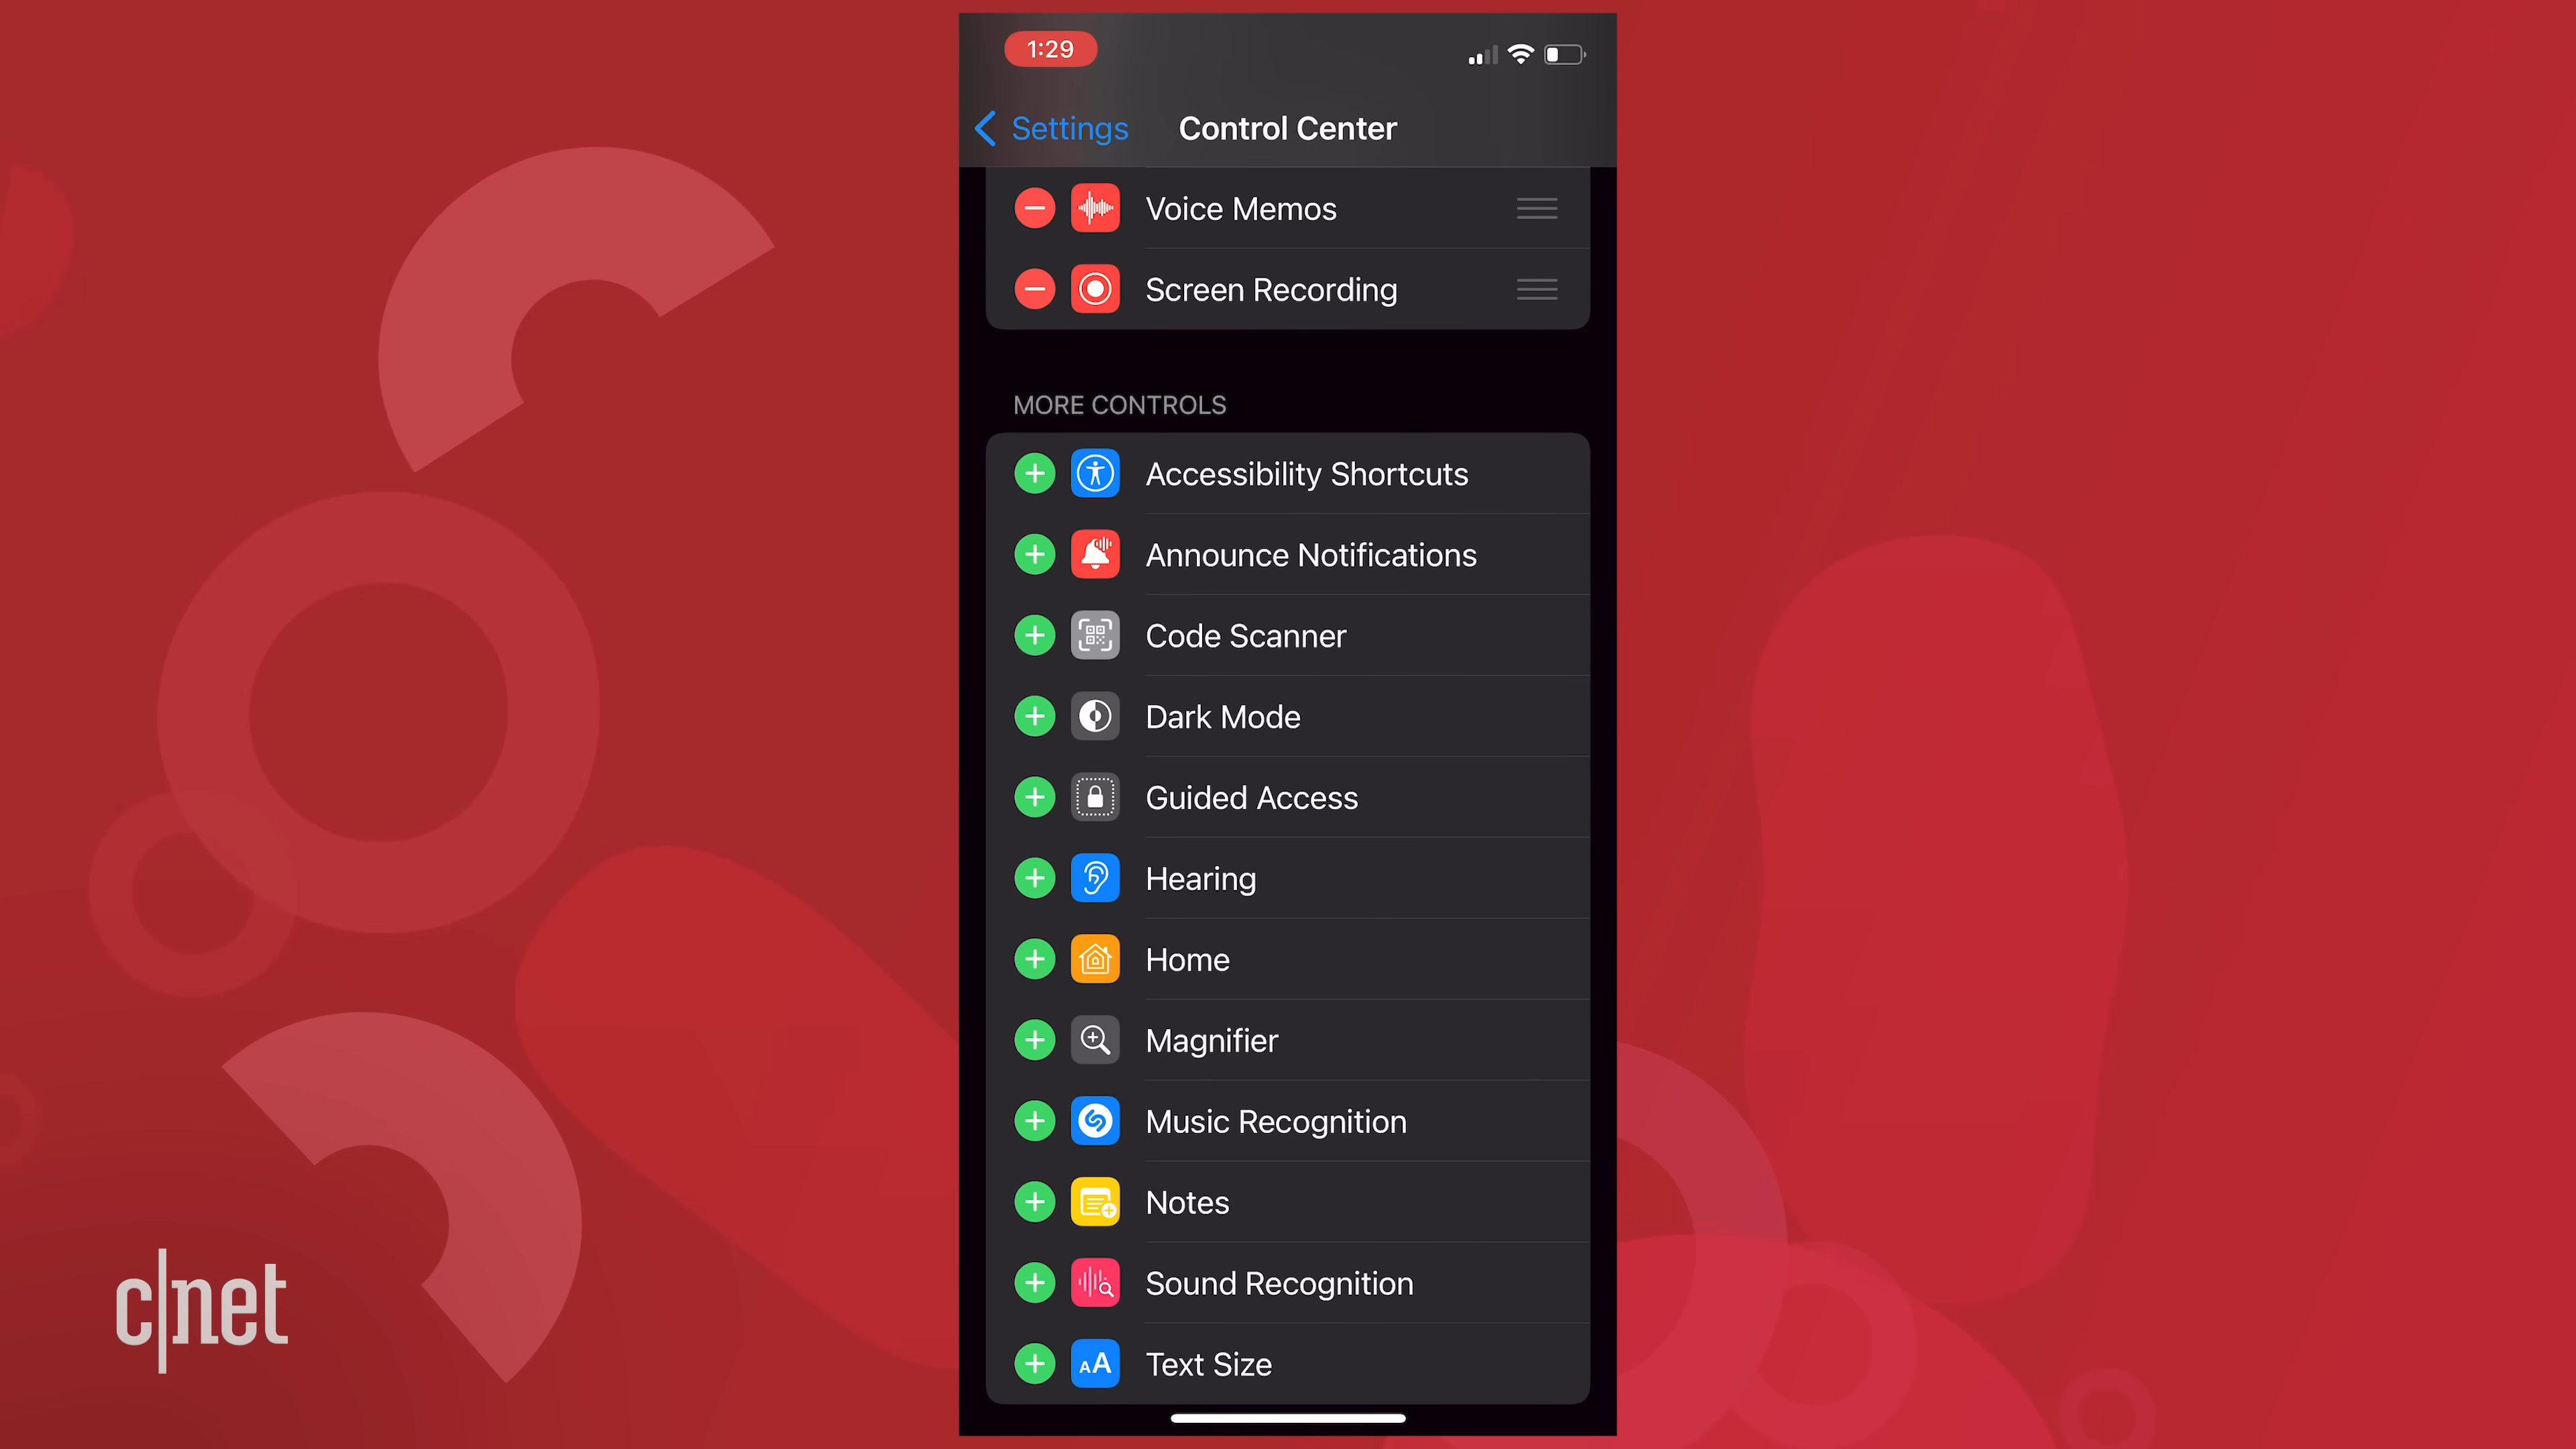 1:29
Settings
Control Center
Voice Memos
Screen Recording
MORE CONTROLS
Accessibility Shortcuts
Announce Notifications
Code Scanner
Dark Mode
Guided Access
Hearing
Home
Magnifier
Music Recognition
Notes
Sound Recognition
AA Text Size
c|net